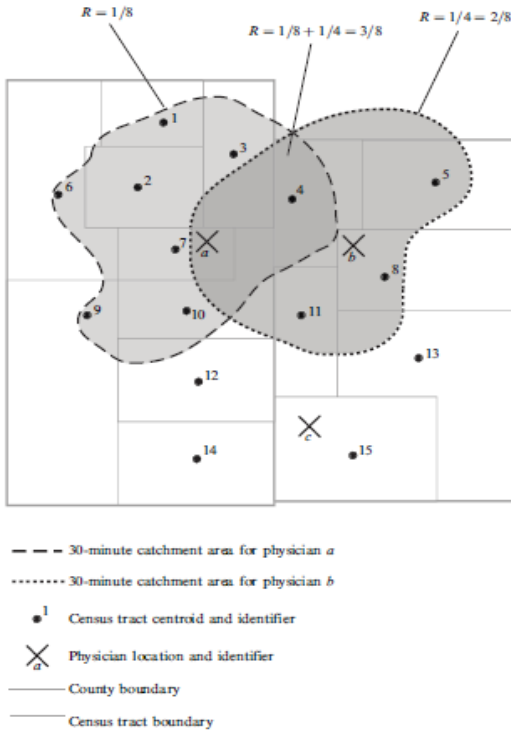 R = 1/8
R = 1/8 + 1/4 = 3/8
R = 1/4 = 2/8
1
3
6
2
4
5
7
a
b
8
9
10
11
13
12
c
14
15
30-minute catchment area for physician a
30-minute catchment area for physician b
1 Census tract centroid and identifier
a Physician location and identifier
County boundary
Census tract boundary